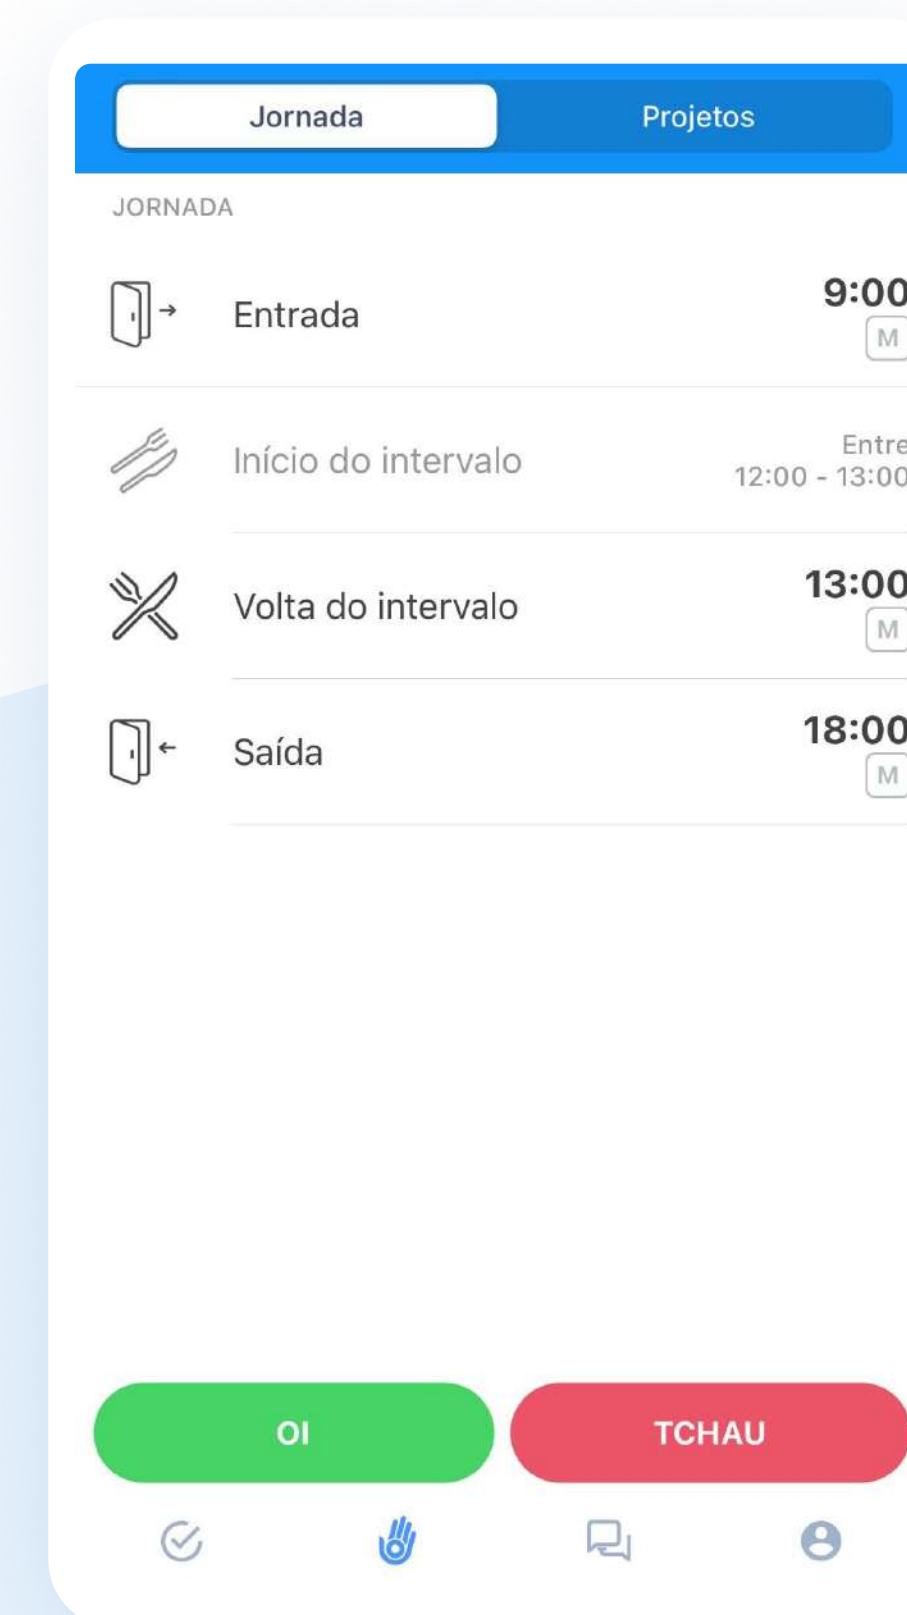 Jornada
Projetos
JORNADA
Entrada
9:00
M
Início do intervalo
Entre
12:00 - 13:00
Volta do intervalo
13:00
M
Saída
18:00
M
OI
TCHAU